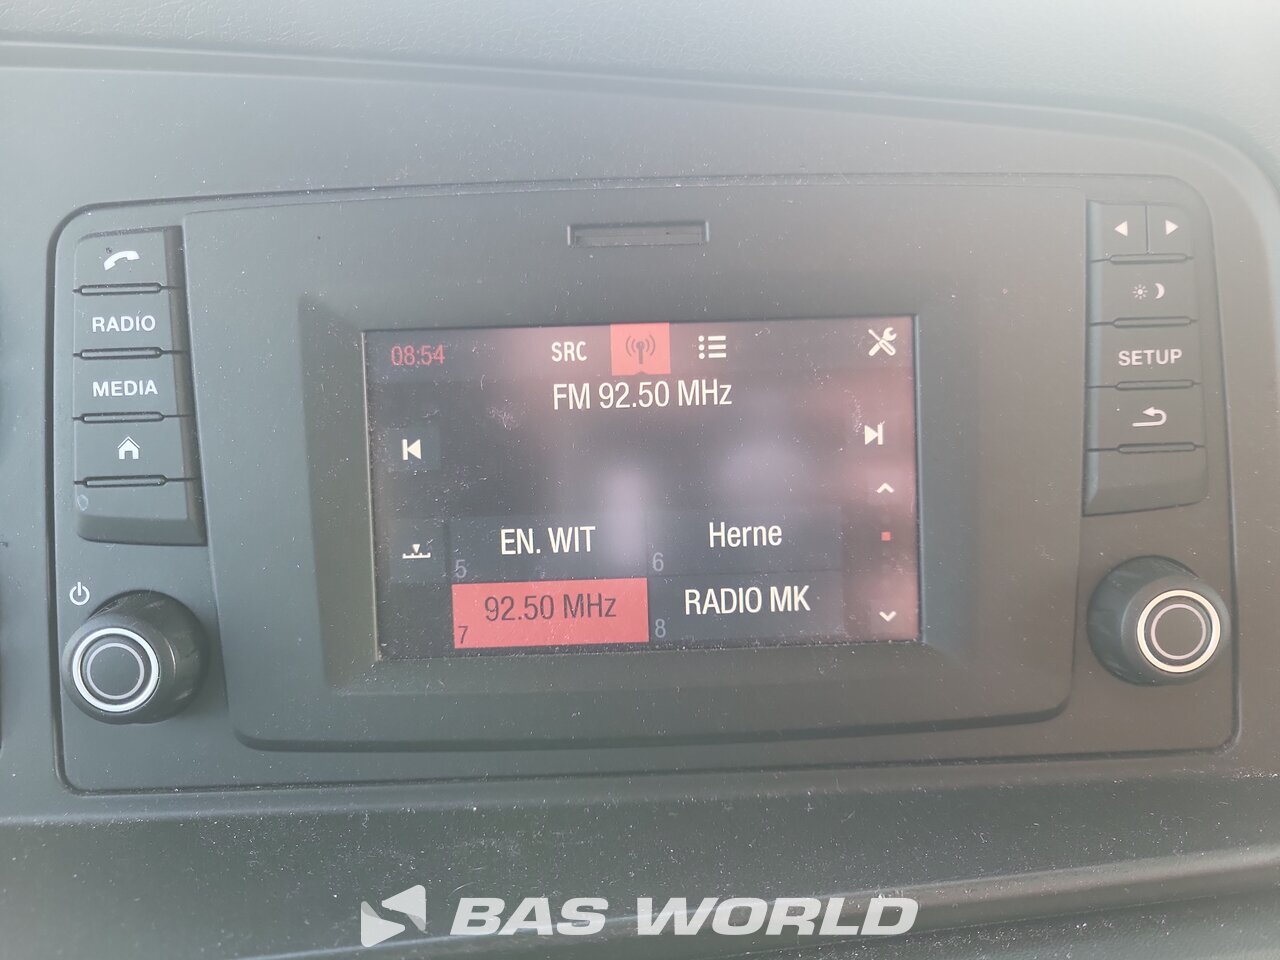 RADIO
MEDIA
SETUP
08:54 SRC
FM 92.50 MHz
EN. WIT
5
Herne
6
92.50 MHz
7
RADIO MK
8
BAS WORLD